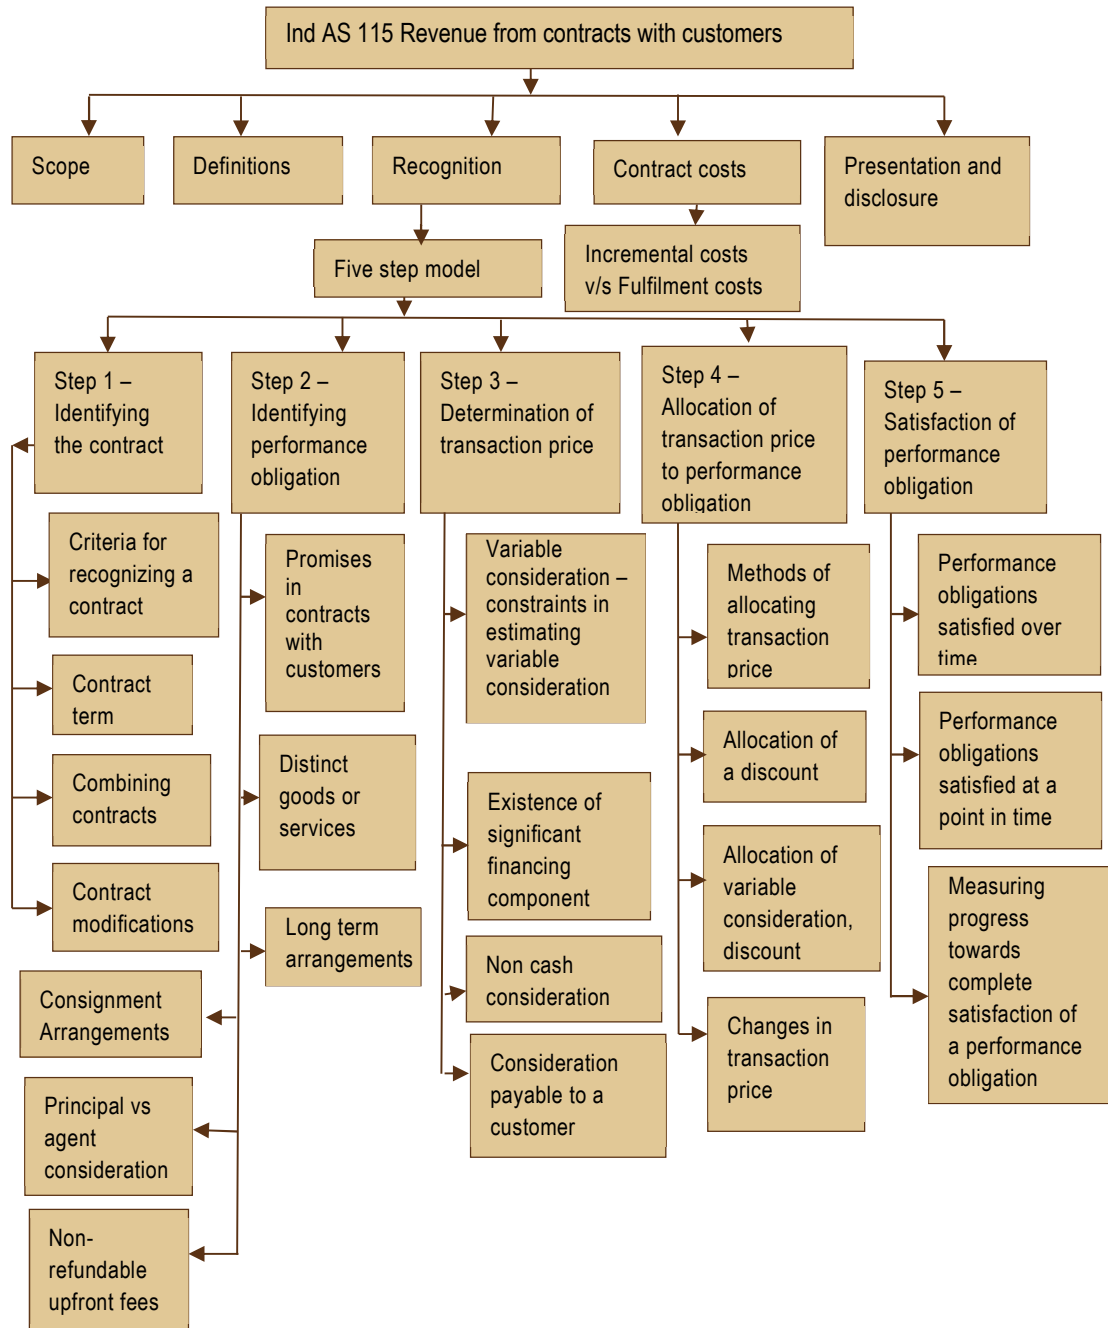 Ind AS 115 Revenue from contracts with customers
Scope
Definitions
Recognition
Contract costs
Presentation and
disclosure
Five step model
Incremental costs
v/s Fulfilment costs
Step 1 –
Identifying
the contract
Step 2 –
Identifying
performance
obligation
Step 3 –
Determination of
transaction price
Step 4 –
Allocation of
transaction price
to performance
obligation
Step 5 –
Satisfaction of
performance
obligation
Criteria for
recognizing a
contract
Contract
term
Combining
contracts
Contract
modifications
Promises
in
contracts
with
customers
Distinct
goods or
services
Long term
arrangements
Consignment
Arrangements
Principal vs
agent
consideration
Non-
refundable
upfront fees
Variable
consideration –
constraints in
estimating
variable
consideration
Existence of
significant
financing
component
Non cash
consideration
Consideration
payable to a
customer
Methods of
allocating
transaction
price
Allocation of
a discount
Allocation of
variable
consideration,
discount
Changes in
transaction
price
Performance
obligations
satisfied over
time
Performance
obligations
satisfied at a
point in time
Measuring
progress
towards
complete
satisfaction of
a performance
obligation